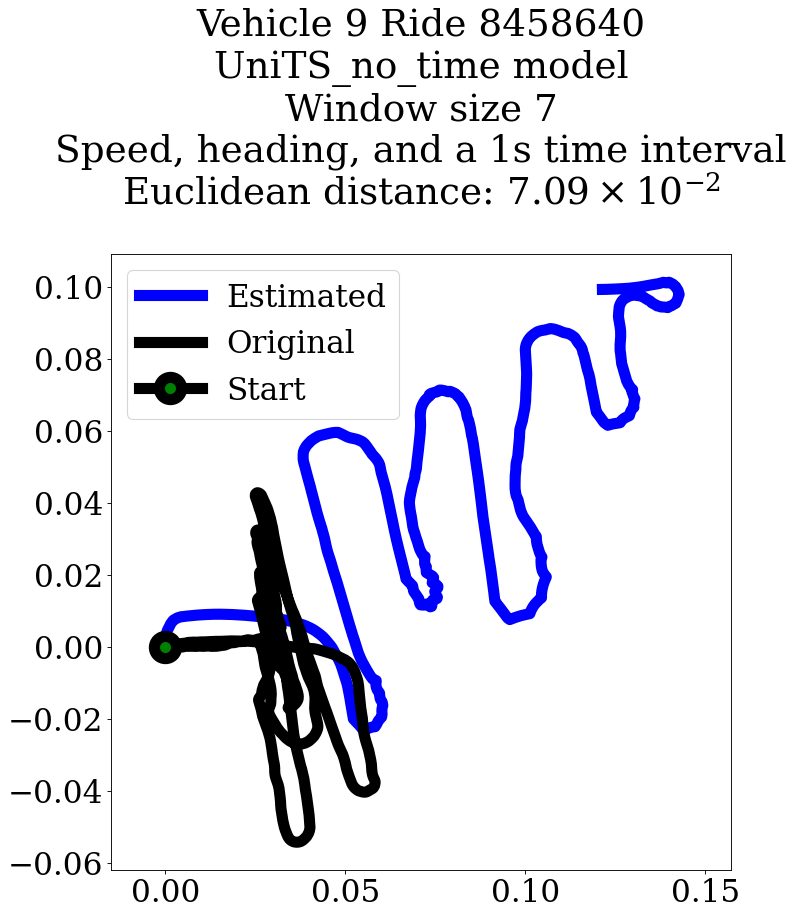 Vehicle 9 Ride 8458640
UniTS_no_time model
Window size 7
Speed, heading, and a 1s time interval
Euclidean distance: 7.09 × 10⁻²
Estimated
Original
Start
0.10
0.08
0.06
0.04
0.02
0.00
−0.02
−0.04
−0.06
0.00 0.05 0.10 0.15